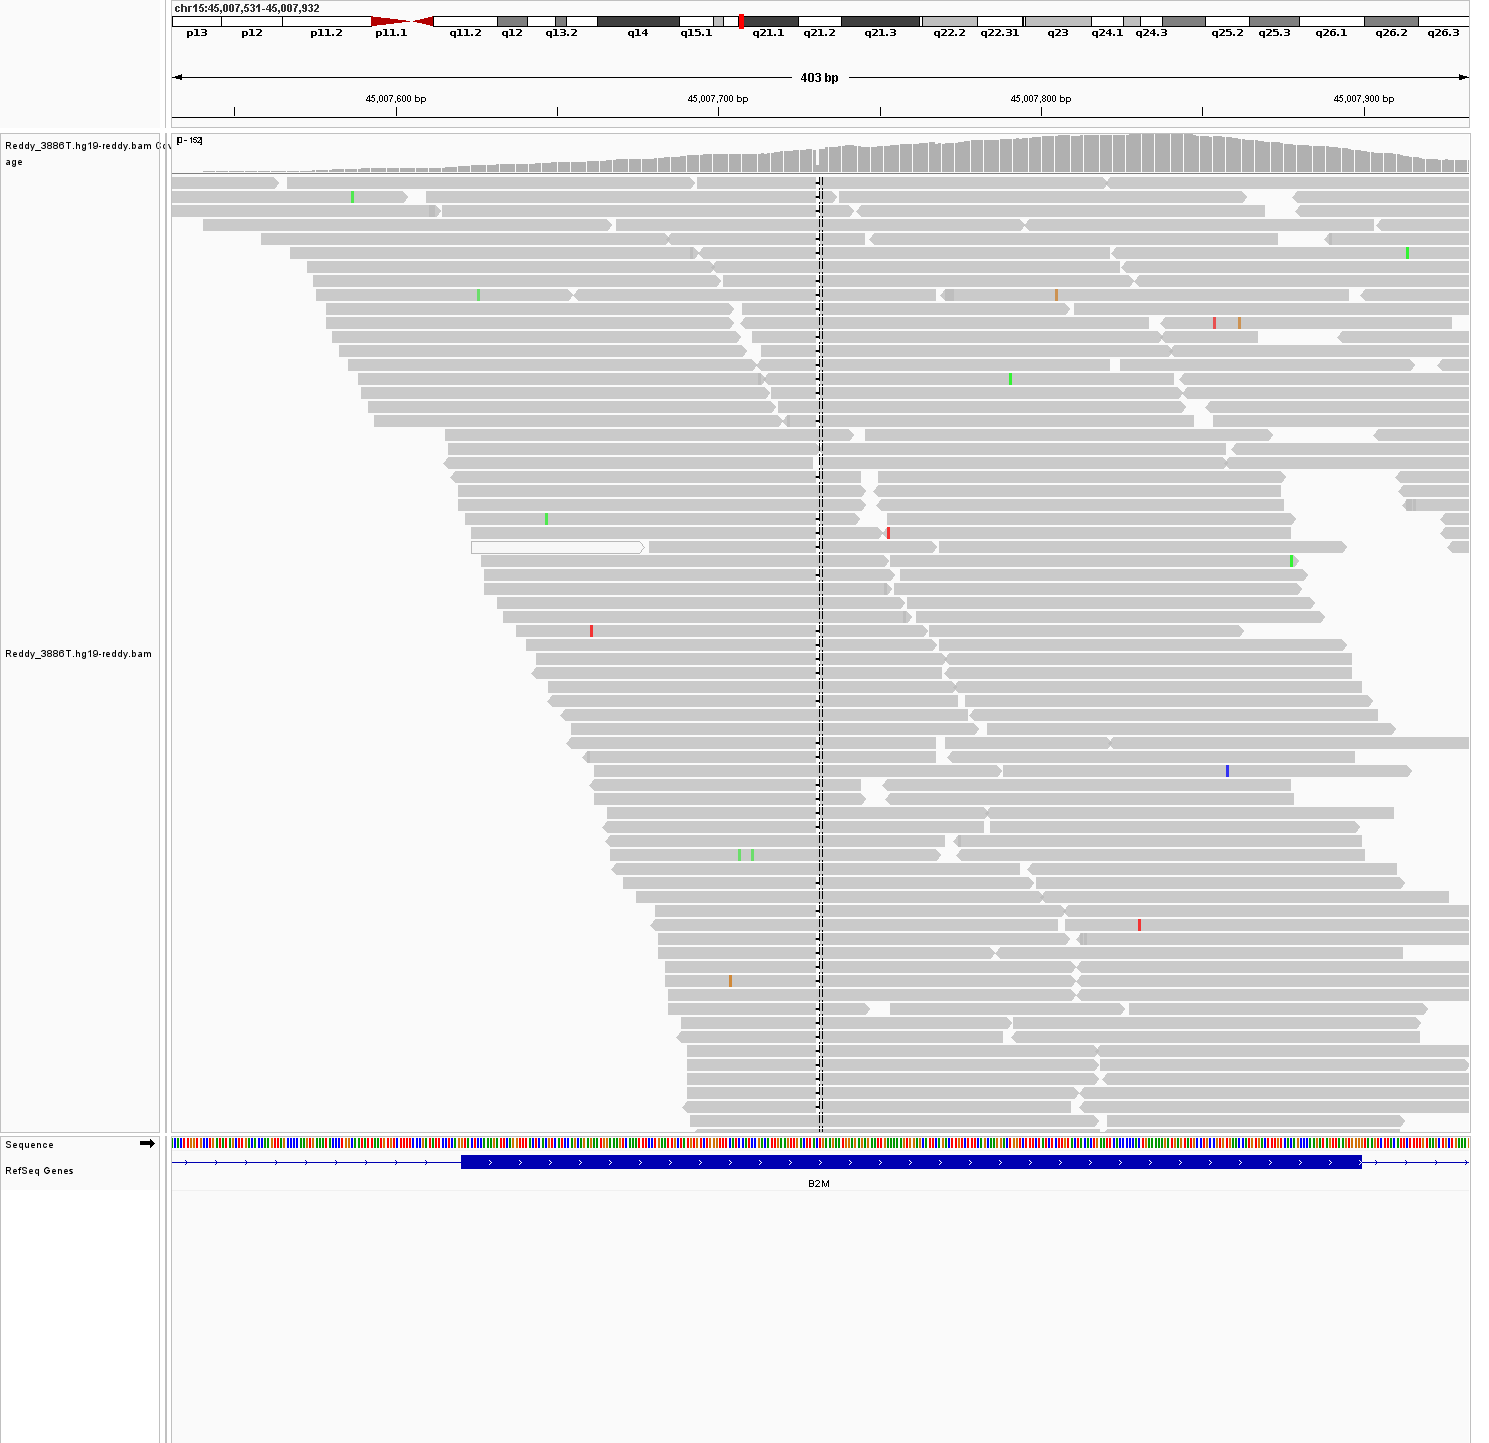 chr15:45,007,531-45,007,932
p13 p12 p11.2 p11.1 q11.2 q12 q13.2 q14 q15.1 q21.1 q21.2 q21.3 q22.2 q22.31 q23 q24.1 q24.3 q25.2 q25.3 q26.1 q26.2 q26.3
403 bp
45,007,600 bp 45,007,700 bp 45,007,800 bp 45,007,900 bp
Reddy_3886T.hg19-reddy.bam Cov
age
[0 - 152]
Reddy_3886T.hg19-reddy.bam
Sequence
RefSeq Genes
B2M